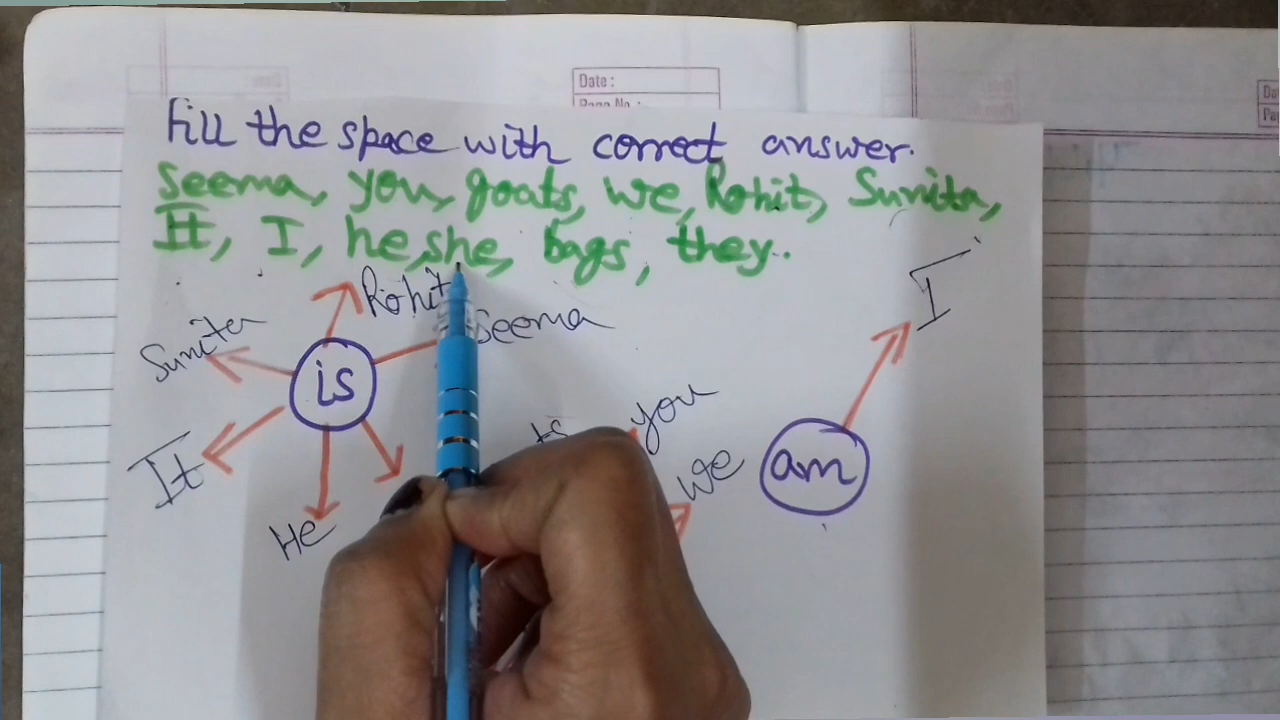 Date :
Page No. :
Fill the space with correct answer.
Seema, you, goats, we, Rohit, Sunita,
It, I, he, she, bags, they.
Rohit
I
Sunita
Seema
is
you
It
We
am
He